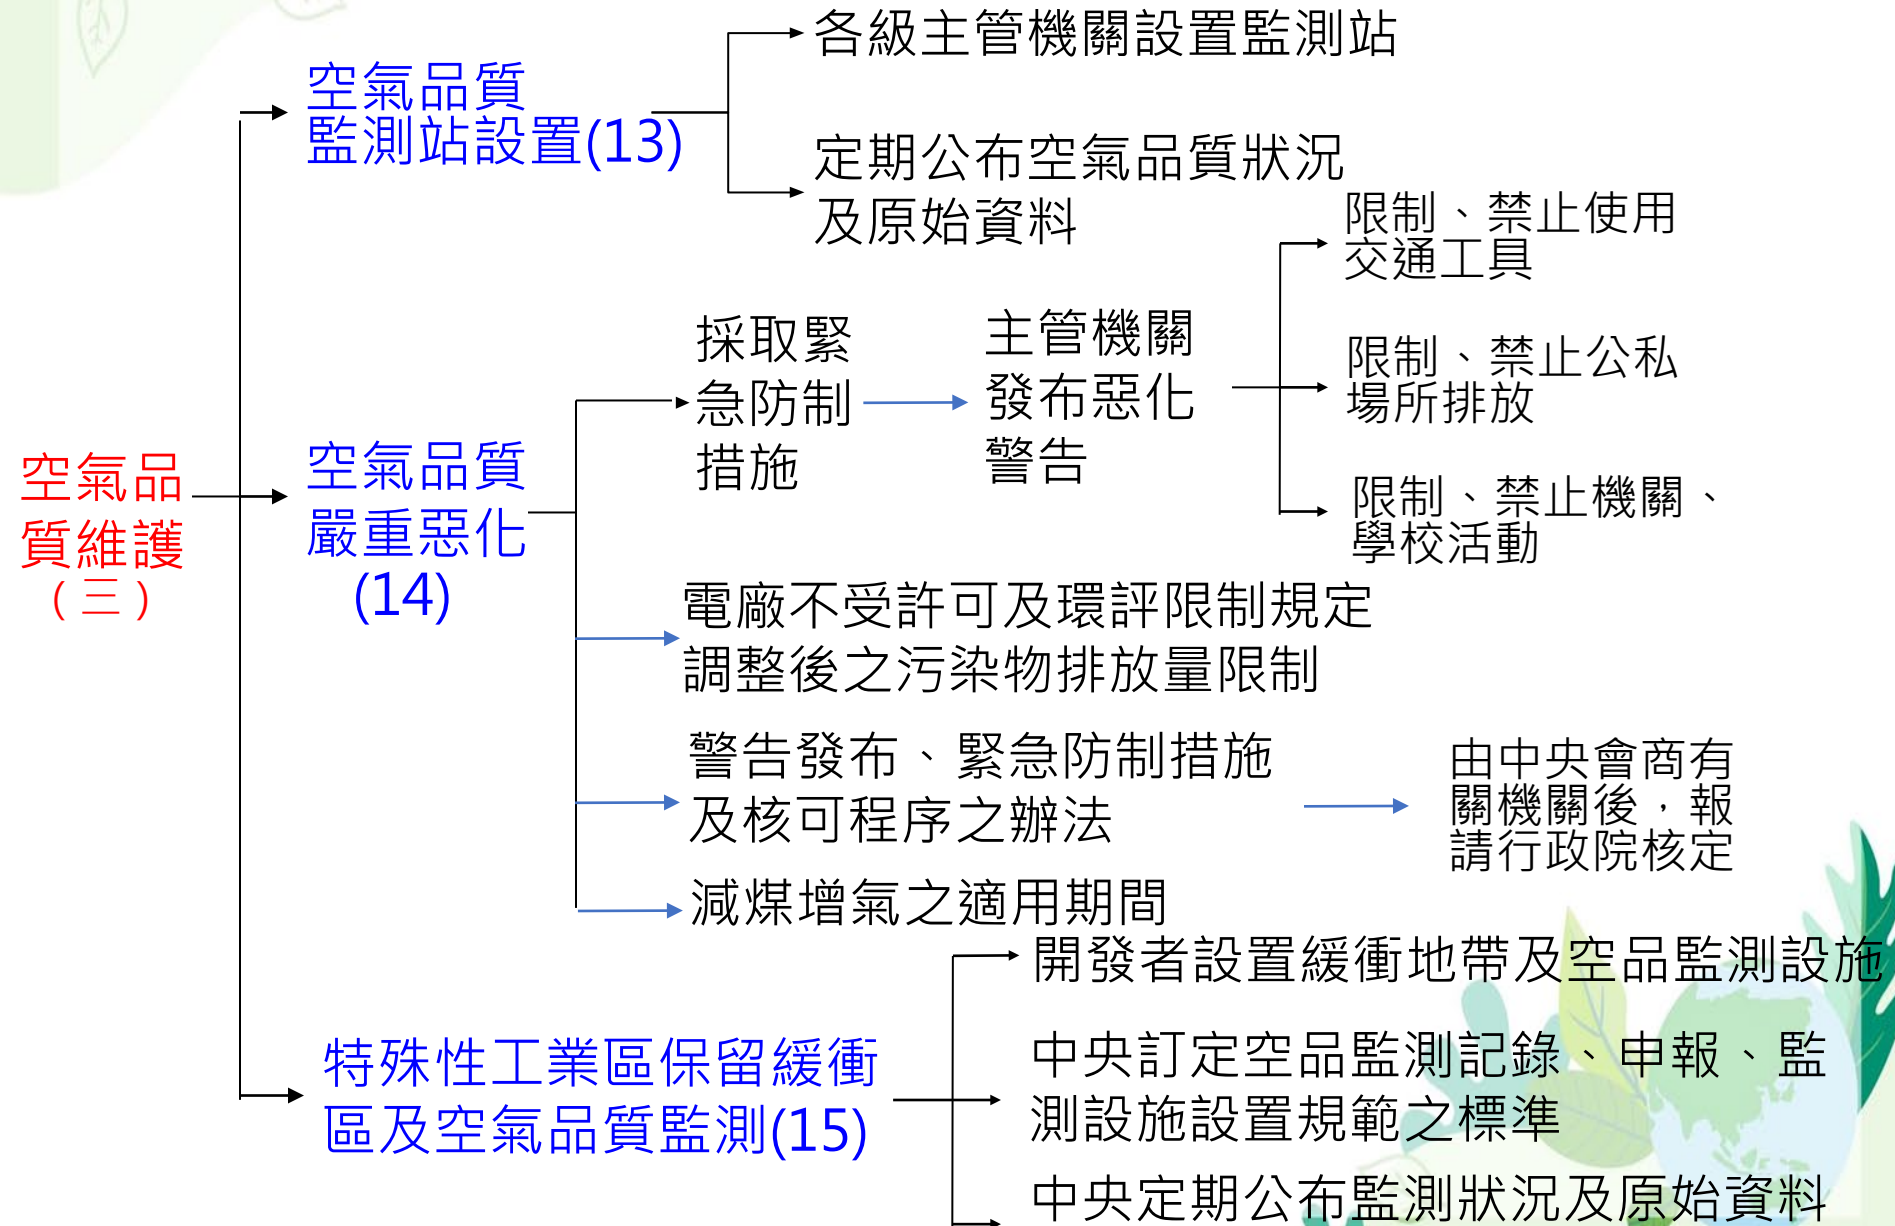 空氣品
質維護
(三)
空氣品質
監測站設置(13)
各級主管機關設置監測站
定期公布空氣品質狀況
及原始資料
空氣品質
嚴重惡化
(14)
採取緊
急防制
措施
主管機關
發布惡化
警告
限制、禁止使用
交通工具
限制、禁止公私
場所排放
限制、禁止機關、
學校活動
電廠不受許可及環評限制規定
調整後之污染物排放量限制
警告發布、緊急防制措施
及核可程序之辦法
由中央會商有
關機關後，報
請行政院核定
減煤增氣之適用期間
特殊性工業區保留緩衝
區及空氣品質監測(15)
開發者設置緩衝地帶及空品監測設施
中央訂定空品監測記錄、申報、監
測設施設置規範之標準
中央定期公布監測狀況及原始資料